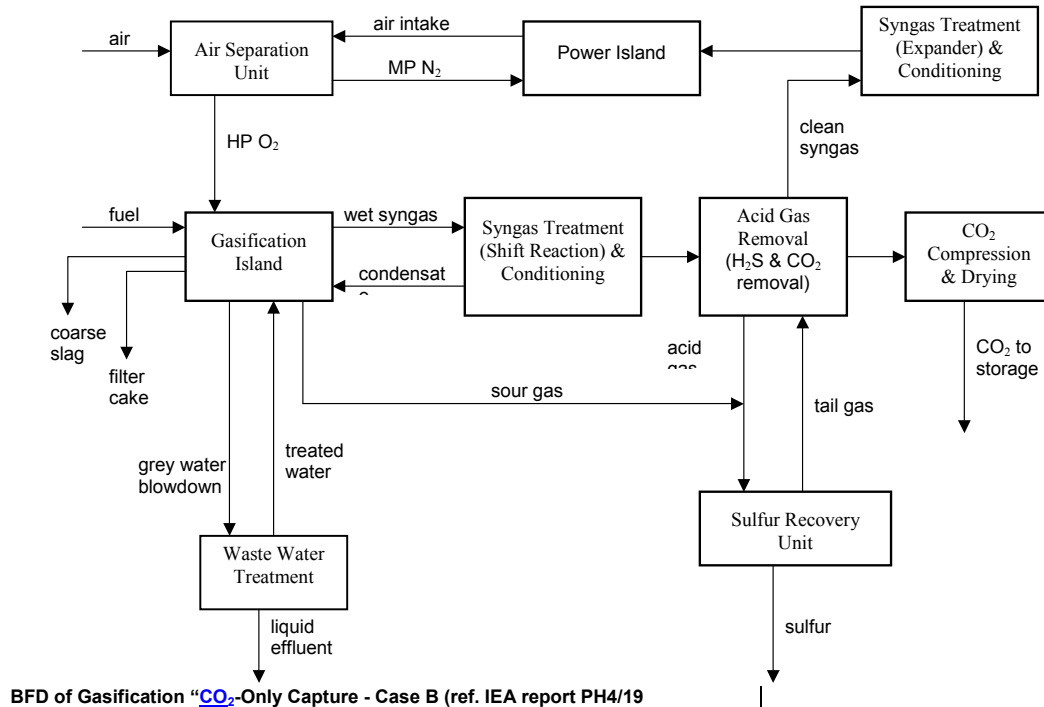 air
Air Separation
Unit
air intake
MP N₂
Power Island
Syngas Treatment
(Expander) &
Conditioning
HP O₂
clean
syngas
fuel
Gasification
Island
wet syngas
condensat
Syngas Treatment
(Shift Reaction) &
Conditioning
Acid Gas
Removal
(H₂S & CO₂
removal)
CO₂
Compression
& Drying
coarse
slag
filter
cake
sour gas
acid
gas
tail gas
CO₂ to
storage
grey water
blowdown
treated
water
Waste Water
Treatment
Sulfur Recovery
Unit
liquid
effluent
sulfur
BFD of Gasification “CO₂-Only Capture - Case B (ref. IEA report PH4/19